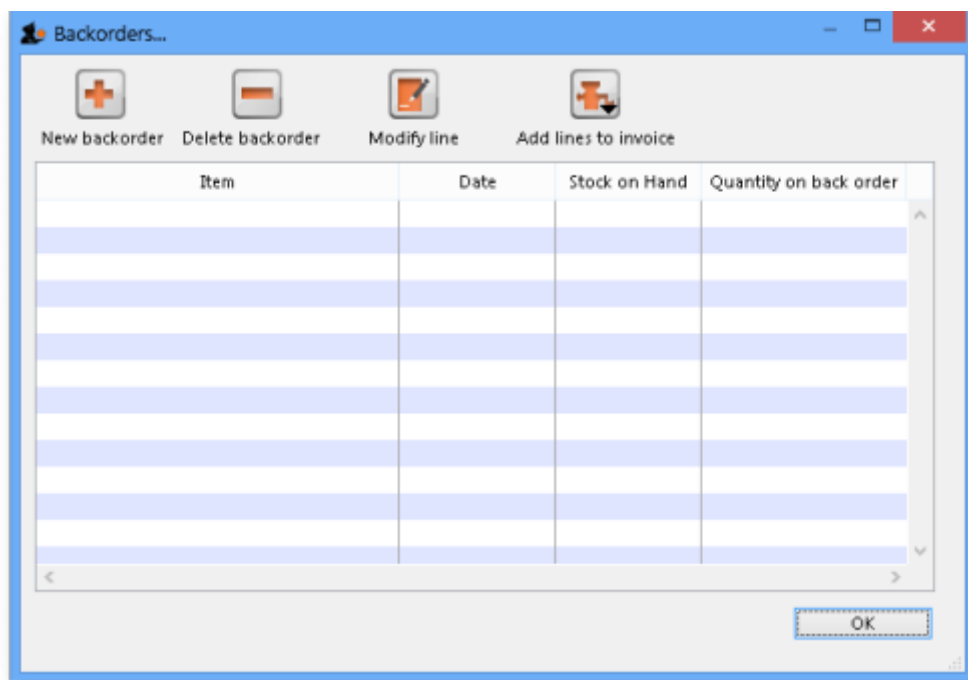 Backorders...
New backorder Delete backorder Modify line Add lines to invoice
Item Date Stock on Hand Quantity on back order
OK